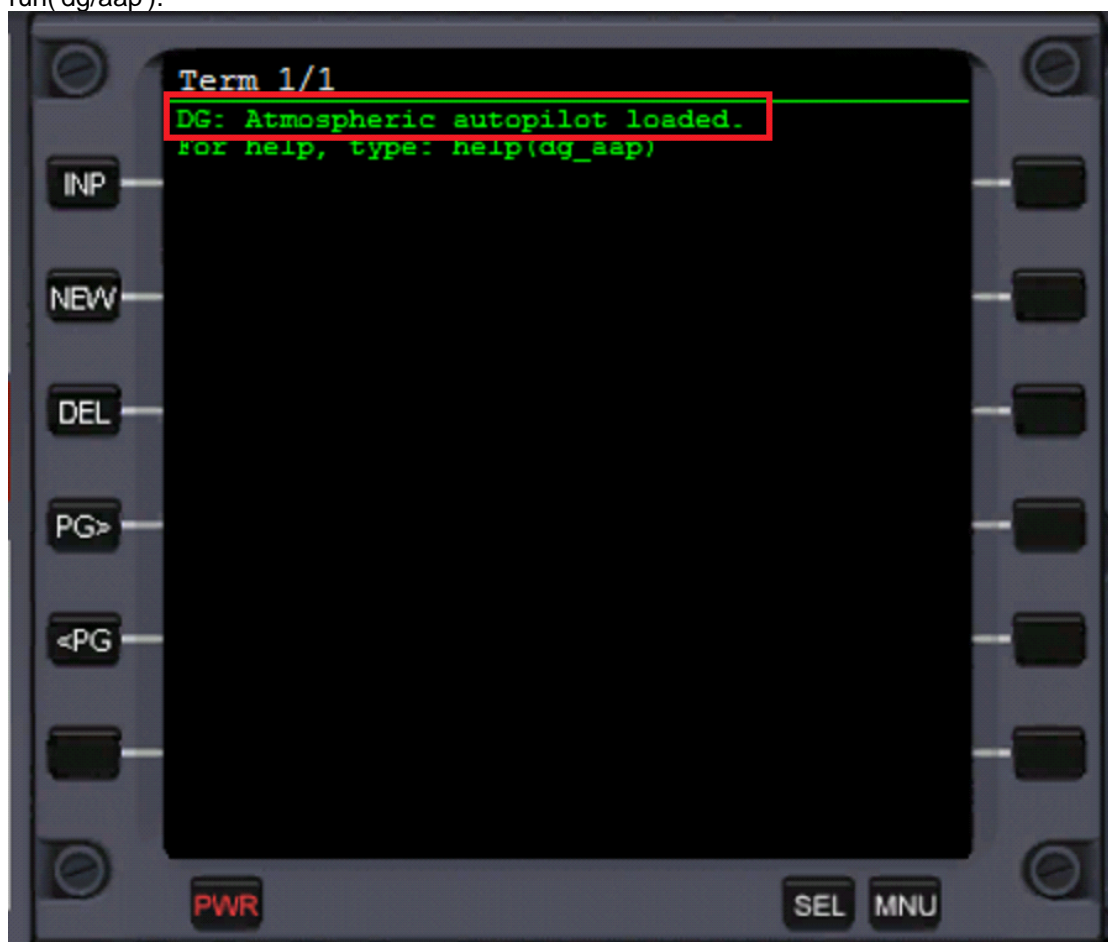 run('dg/aap').
Term 1/1
DG: Atmospheric autopilot loaded.
For help, type: help(dg_aap)
INP
NEW
DEL
PG>
<PG
PWR
SEL MNU